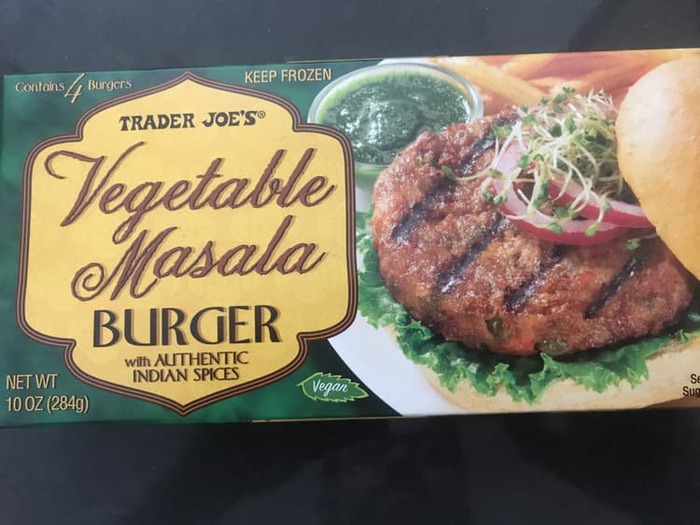 Contains 4 Burgers
KEEP FROZEN
TRADER JOE'S®
Vegetable
Masala
BURGER
with AUTHENTIC
INDIAN SPICES
NET WT
10 OZ (284g)
Vegan